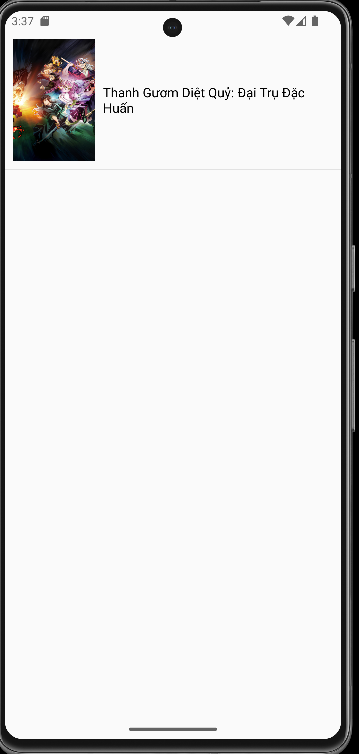 3:37
Thanh Gươm Diệt Quỷ: Đại Trụ Đặc
Huấn